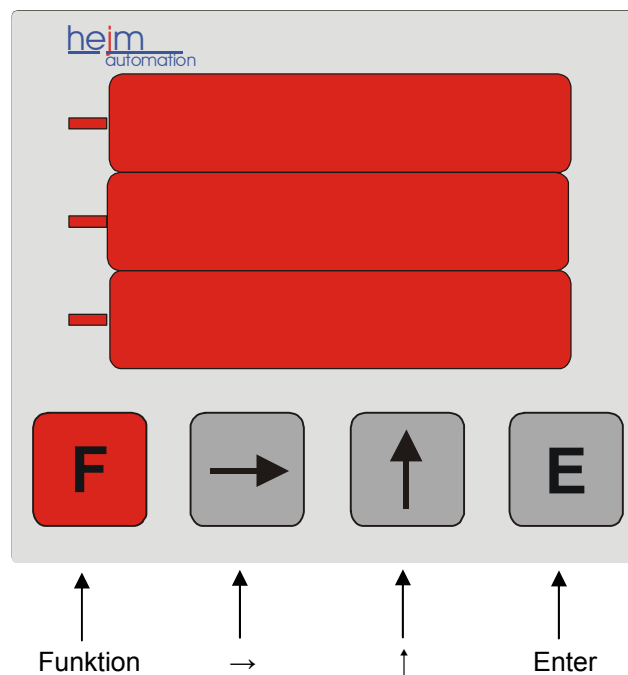 heim
automation
F → ↑ E
Funktion → ↑ Enter